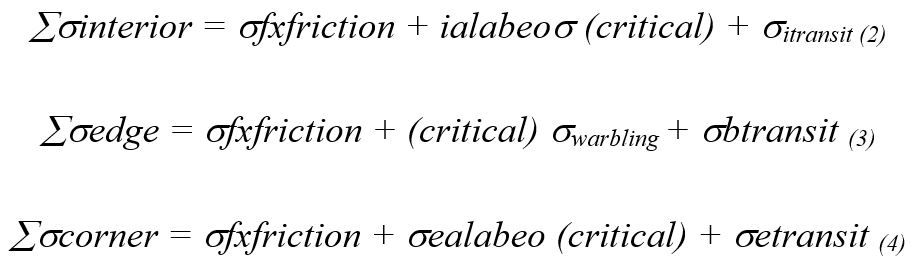 ∑σinterior = σfxfriction + ialabeoσ (critical) + σitransit (2)
∑σedge = σfxfriction + (critical) σwarbling + σbtransit (3)
∑σcorner = σfxfriction + σealabeo (critical) + σetransit (4)